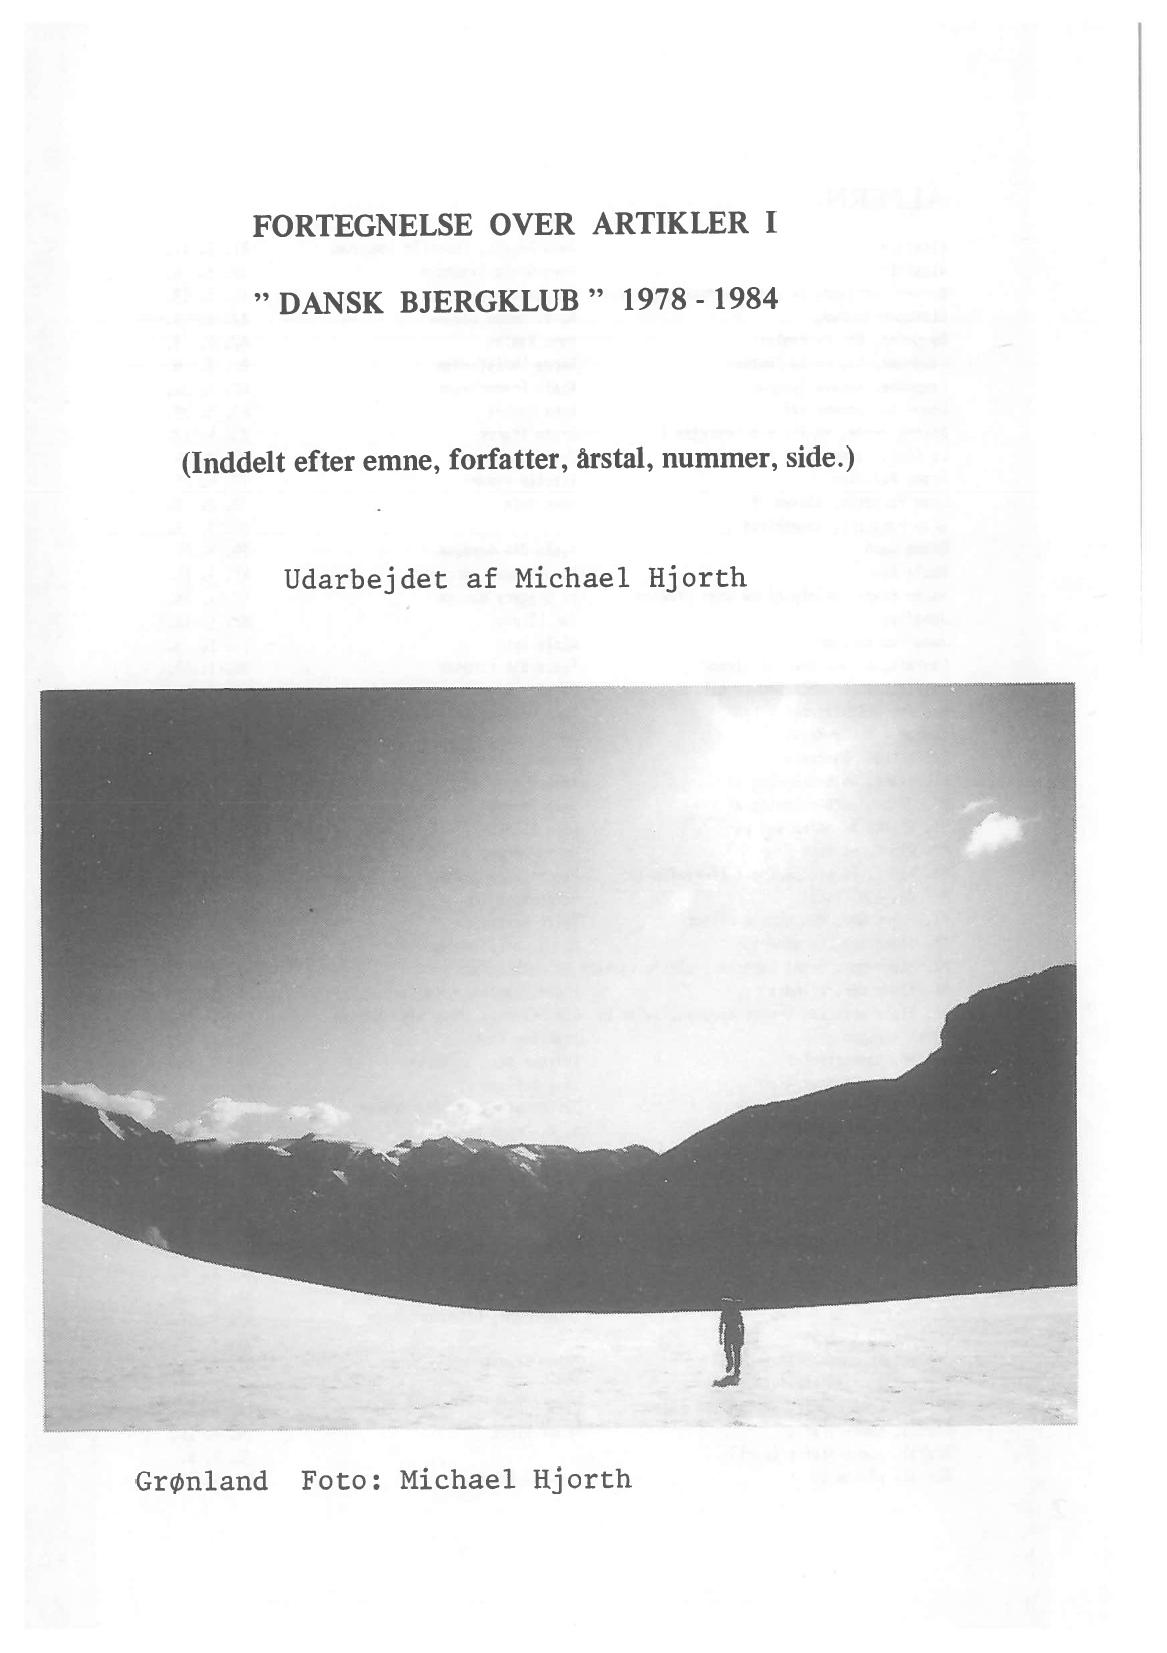 FORTEGNELSE OVER ARTIKLER I
” DANSK BJERGKLUB ” 1978 - 1984
(Inddelt efter emne, forfatter, årstal, nummer, side.)
Udarbejdet af Michael Hjorth
Grønland Foto: Michael Hjorth